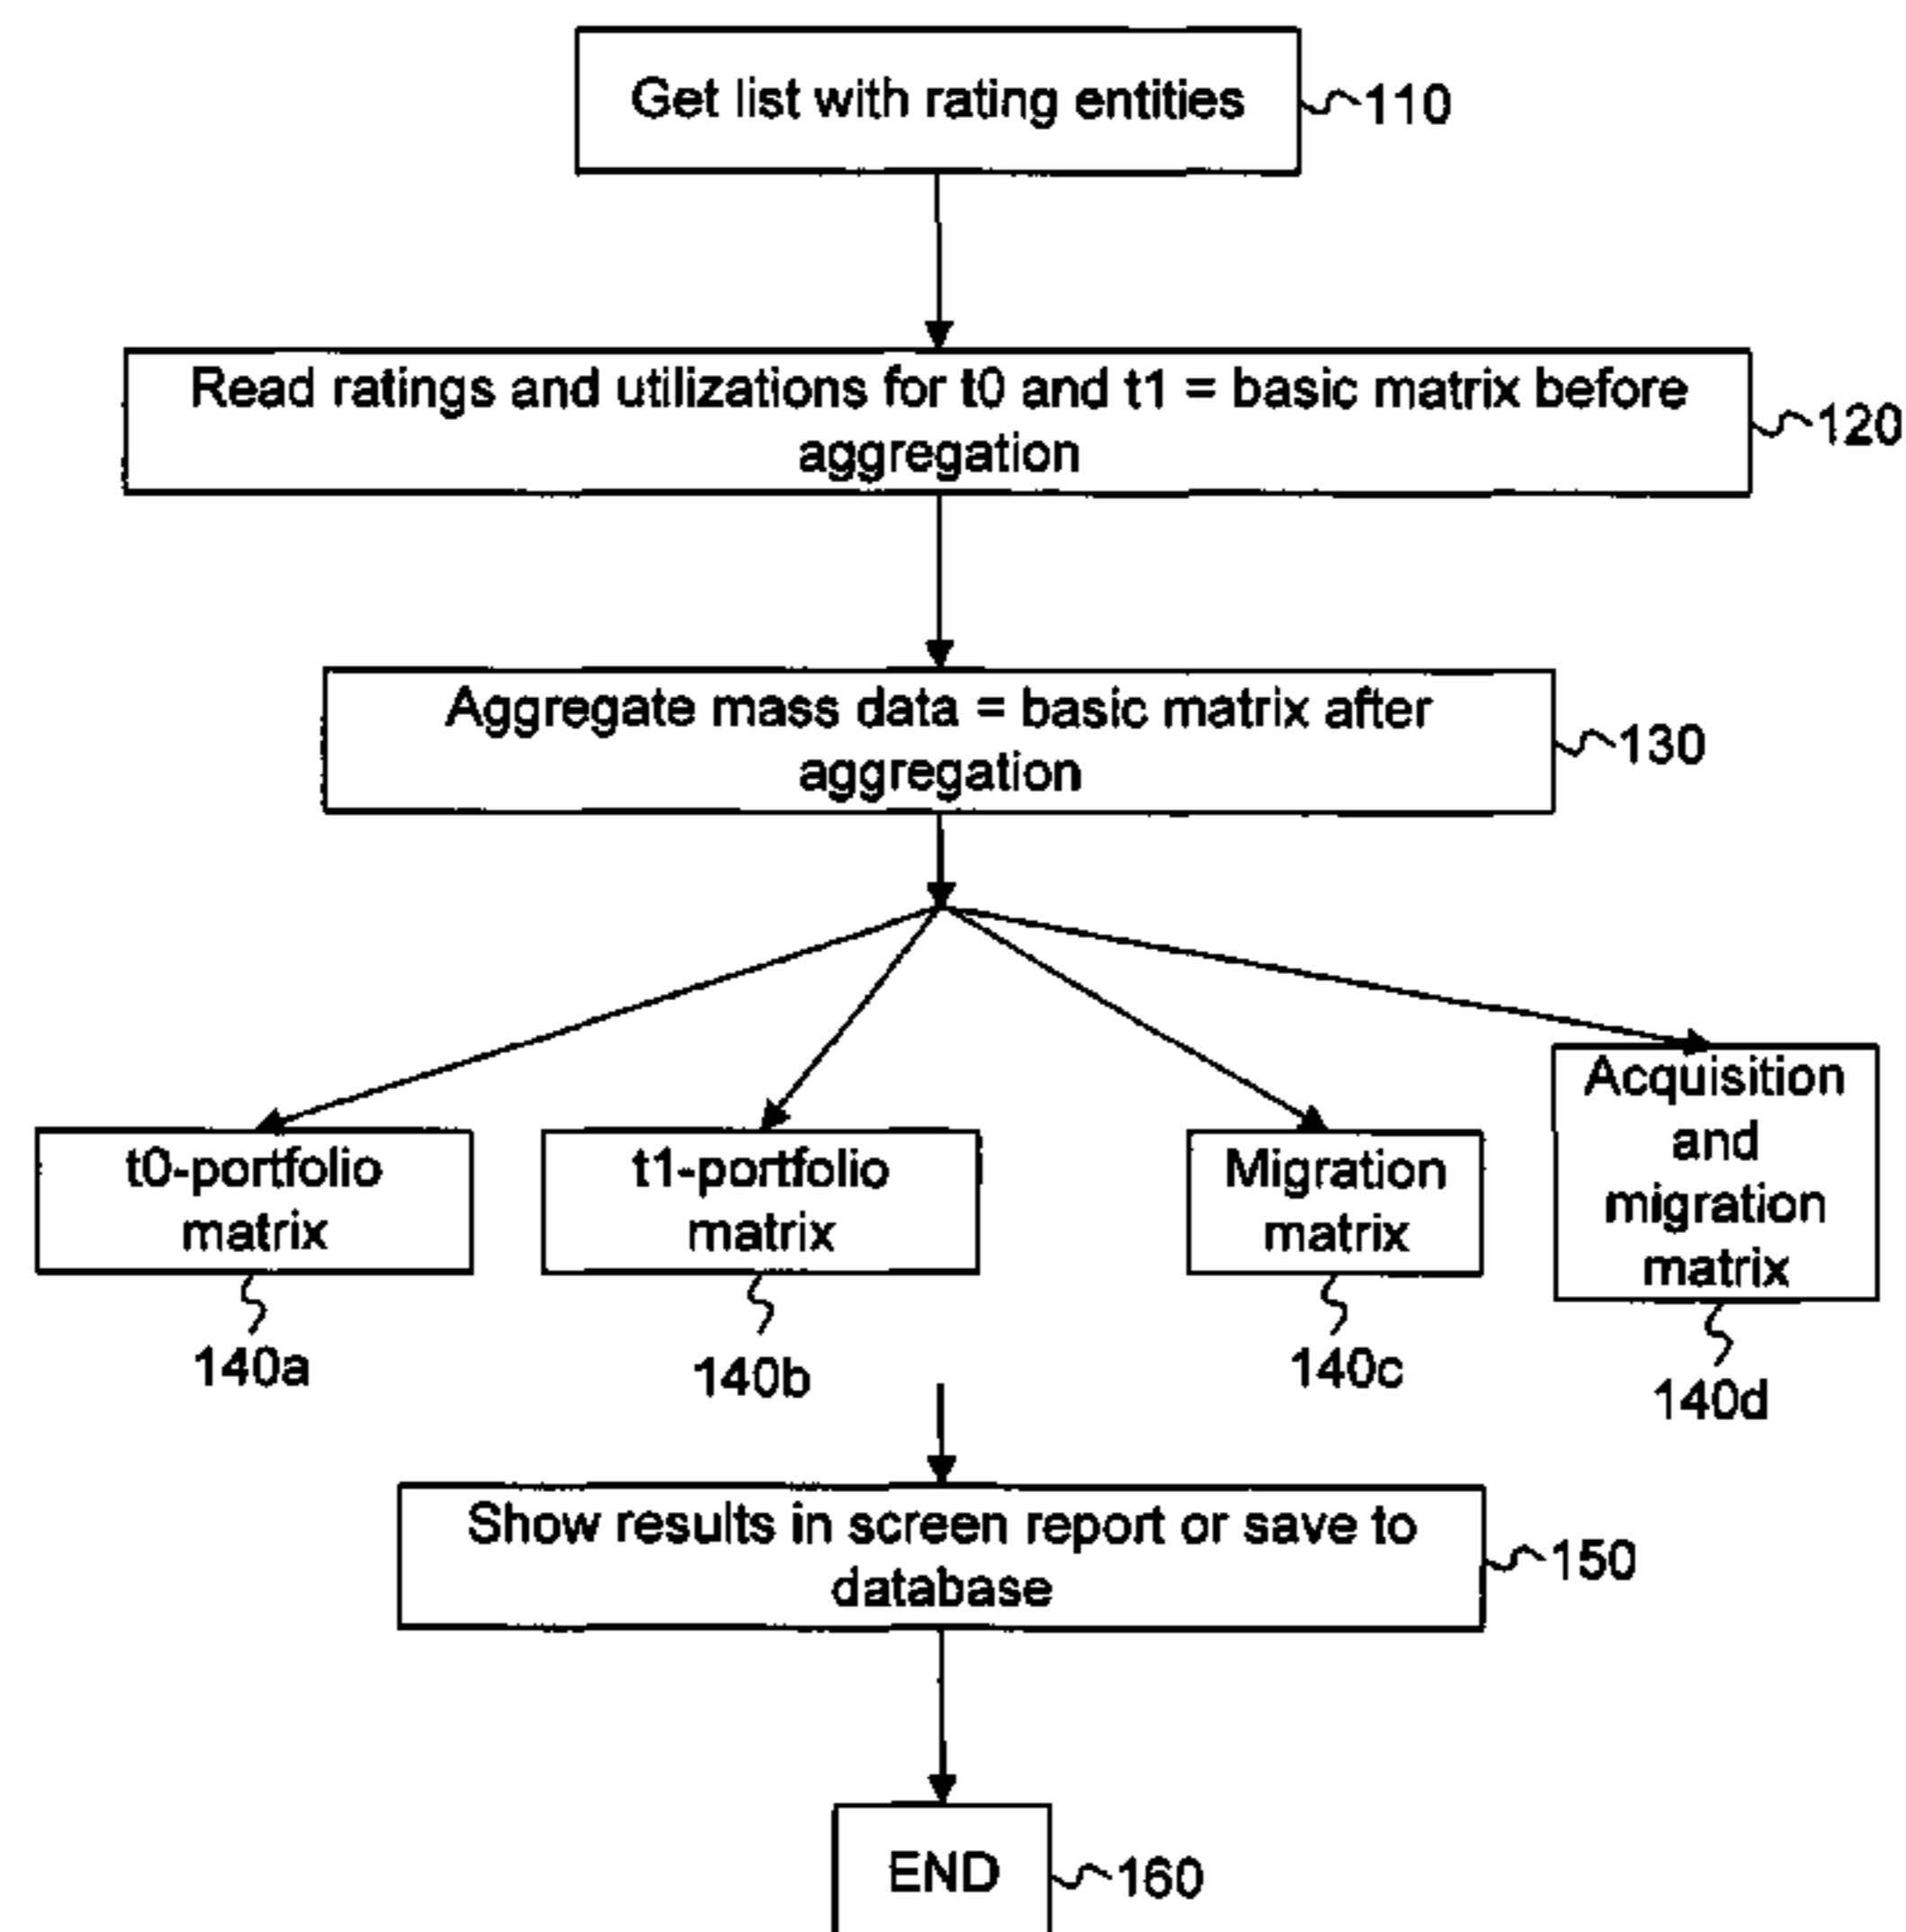 Get list with rating entities
110
Read ratings and utilizations for t0 and t1 = basic matrix before
aggregation
120
Aggregate mass data = basic matrix after
aggregation
130
t0-portfolio
matrix
140a
t1-portfolio
matrix
140b
Migration
matrix
140c
Acquisition
and
migration
matrix
140d
Show results in screen report or save to
database
150
END
160